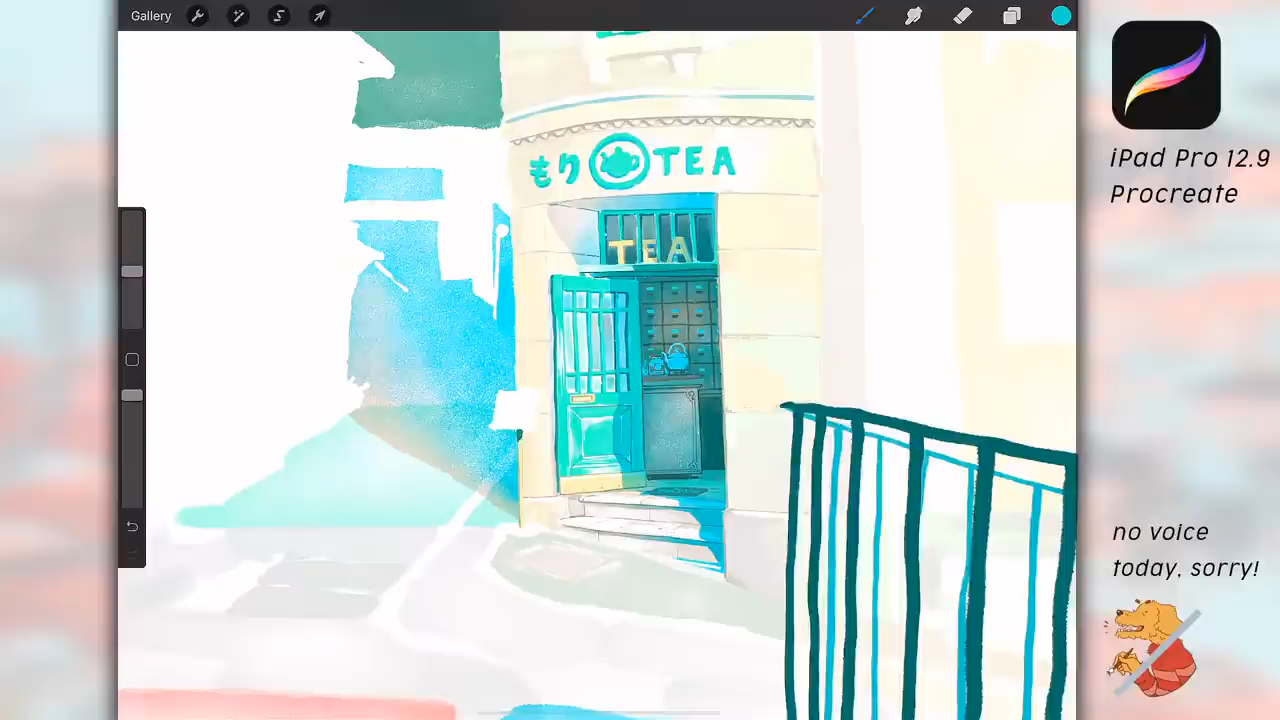 Gallery
もり TEA
TEA
iPad Pro 12.9
Procreate
no voice
today, sorry!